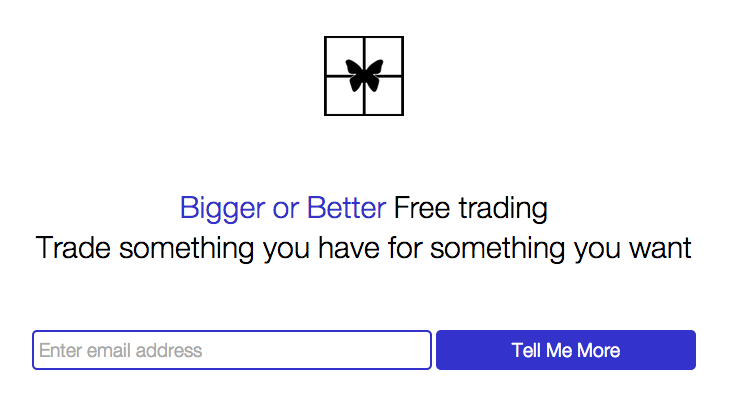 Bigger or Better Free trading
Trade something you have for something you want
Enter email address
Tell Me More